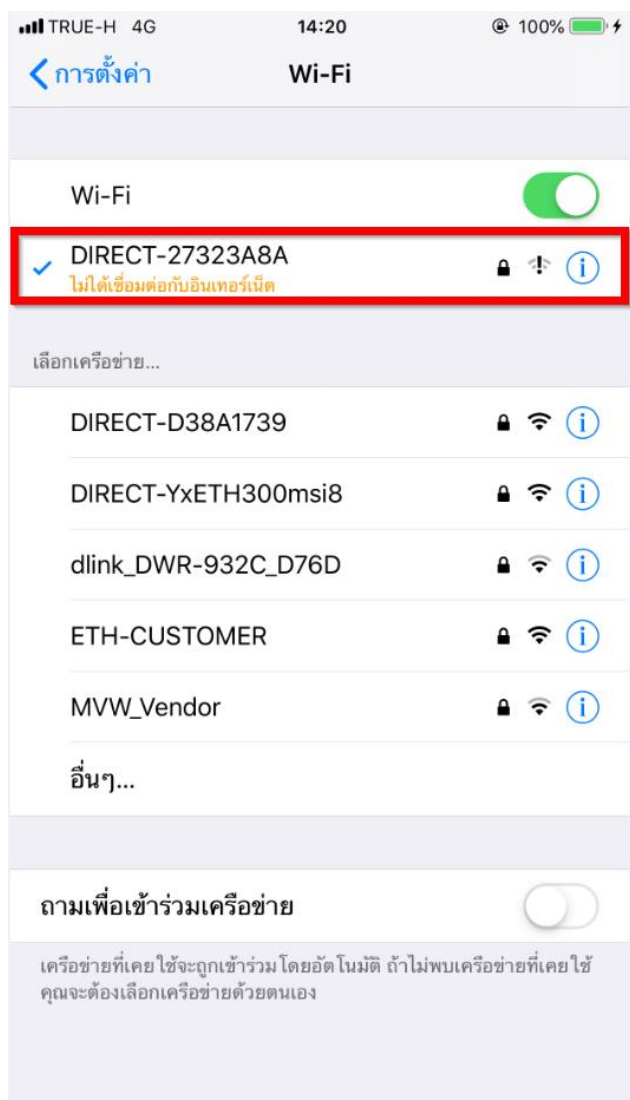 TRUE-H 4G 14:20 100%
การตั้งค่า Wi-Fi
Wi-Fi
DIRECT-27323A8A
ไม่ได้เชื่อมต่อกับอินเทอร์เน็ต
เลือกเครือข่าย...
DIRECT-D38A1739
DIRECT-YxETH300msi8
dlink_DWR-932C_D76D
ETH-CUSTOMER
MVW_Vendor
อื่นๆ...
ถามเพื่อเข้าร่วมเครือข่าย
เครือข่ายที่เคยใช้จะถูกเข้าร่วมโดยอัตโนมัติ ถ้าไม่พบเครือข่ายที่เคยใช้
คุณจะต้องเลือกเครือข่ายด้วยตนเอง